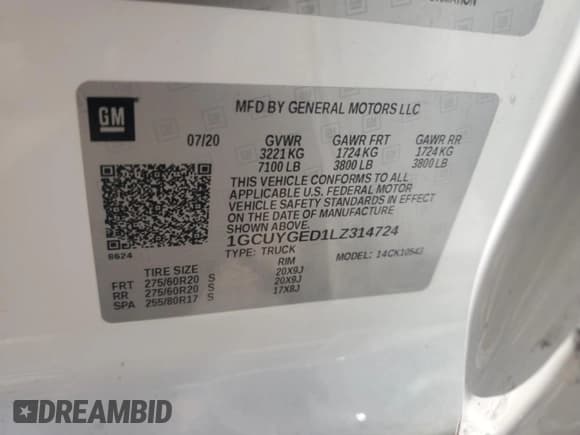 GM
MFD BY GENERAL MOTORS LLC
07/20 GVWR GAWR FRT GAWR RR
3221 KG 1724 KG 1724 KG
7100 LB 3800 LB 3800 LB
THIS VEHICLE CONFORMS TO ALL
APPLICABLE U.S. FEDERAL MOTOR
VEHICLE SAFETY STANDARDS IN EFFECT
ON THE DATE OF MANUFACTURE
SHOWN ABOVE.
1GCUYGED1LZ314724
8624
TYPE: TRUCK MODEL: 14CK10543
TIRE SIZE RIM
FRT 275/60R20 S 20X9J
RR 275/60R20 S 20X9J
SPA 255/80R17 S 17X8J
DREAMBID